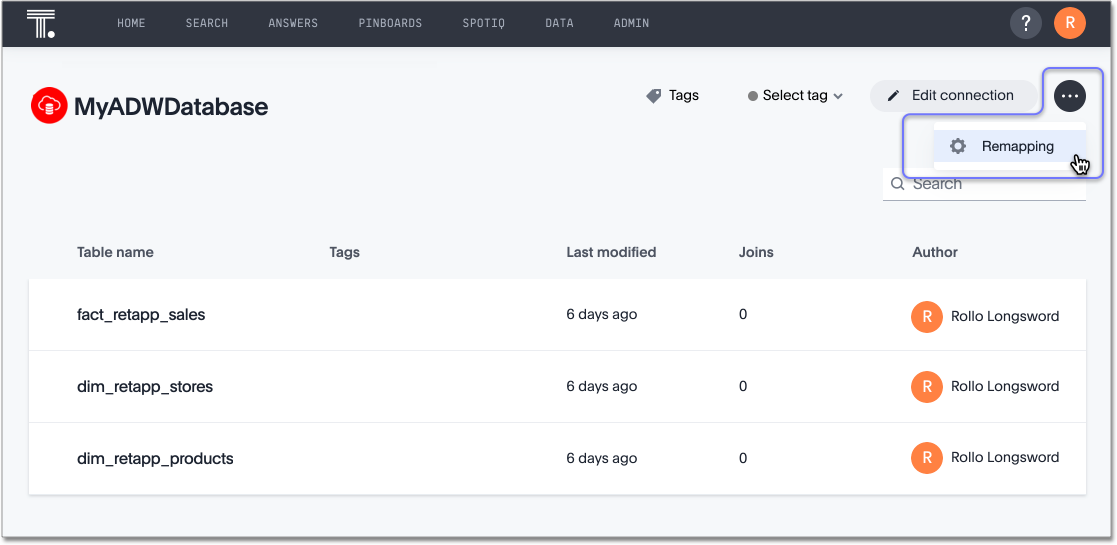 T. HOME SEARCH ANSWERS PINBOARDS SPOTIQ DATA ADMIN ? R
MyADWDatabase Tags Select tag Edit connection
Remapping
Search
Table name Tags Last modified Joins Author
fact_retapp_sales 6 days ago 0 R Rollo Longsword
dim_retapp_stores 6 days ago 0 R Rollo Longsword
dim_retapp_products 6 days ago 0 R Rollo Longsword